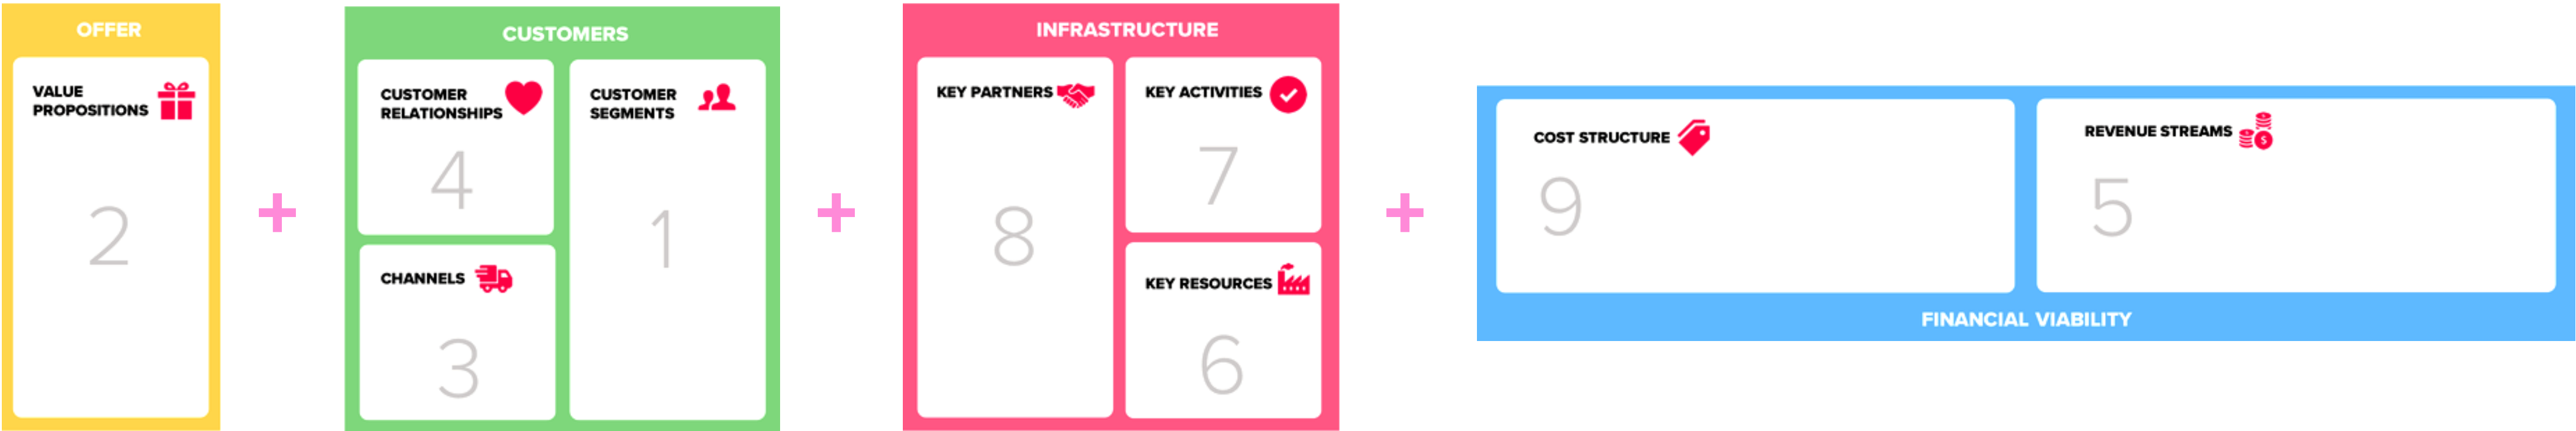 OFFER
VALUE
PROPOSITIONS
2
+
CUSTOMERS
CUSTOMER
RELATIONSHIPS
4
CUSTOMER
SEGMENTS
1
CHANNELS
3
+
INFRASTRUCTURE
KEY PARTNERS
8
KEY ACTIVITIES
7
KEY RESOURCES
6
+
COST STRUCTURE
9
REVENUE STREAMS
$
5
FINANCIAL VIABILITY